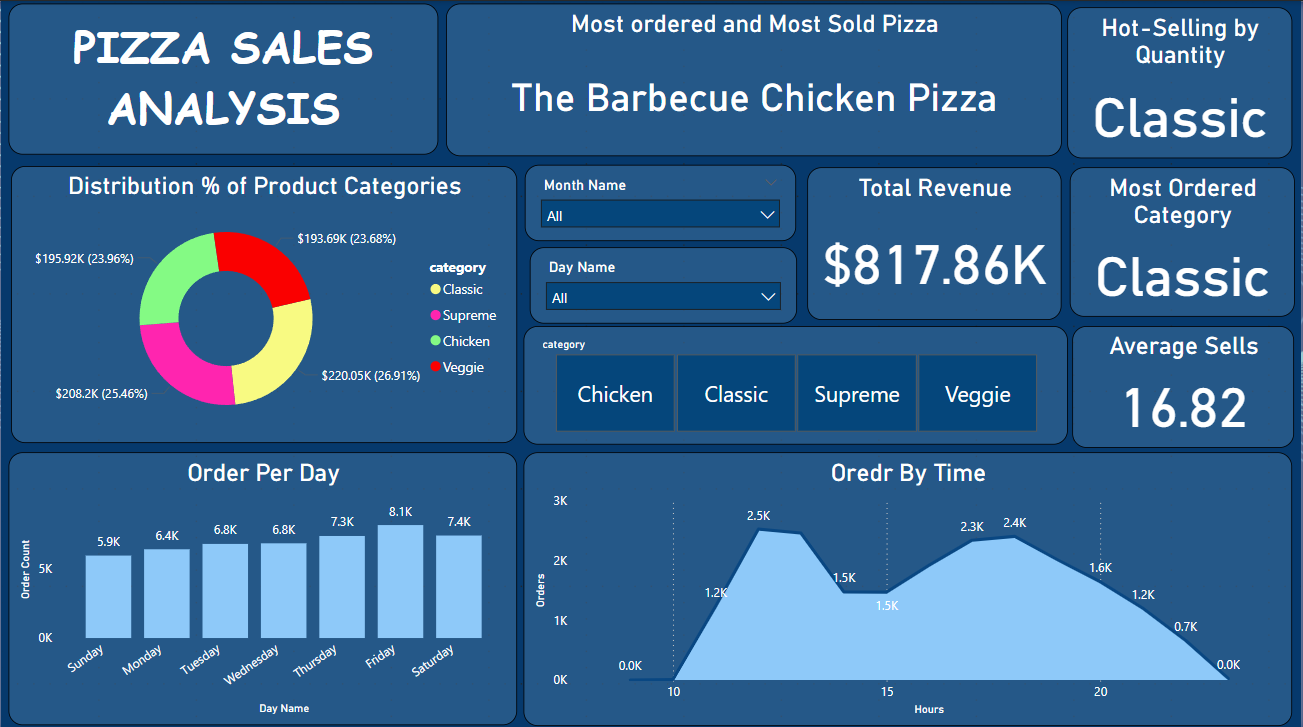 PIZZA SALES
ANALYSIS
Most ordered and Most Sold Pizza
The Barbecue Chicken Pizza
Hot-Selling by
Quantity
Classic
Distribution % of Product Categories
$193.69K (23.68%)
$195.92K (23.96%)
$220.05K (26.91%)
$208.2K (25.46%)
category
Classic
Supreme
Chicken
Veggie
Month Name
All
Day Name
All
Total Revenue
$817.86K
Most Ordered
Category
Classic
category
Chicken
Classic
Supreme
Veggie
Average Sells
16.82
Order Per Day
Order Count
5K
0K
5.9K
6.4K
6.8K
6.8K
7.3K
8.1K
7.4K
Sunday
Monday
Tuesday
Wednesday
Thursday
Friday
Saturday
Day Name
Oredr By Time
Orders
3K
2K
1K
0K
0.0K
1.2K
2.5K
1.5K
1.5K
2.3K
2.4K
1.6K
1.2K
0.7K
0.0K
10
15
20
Hours